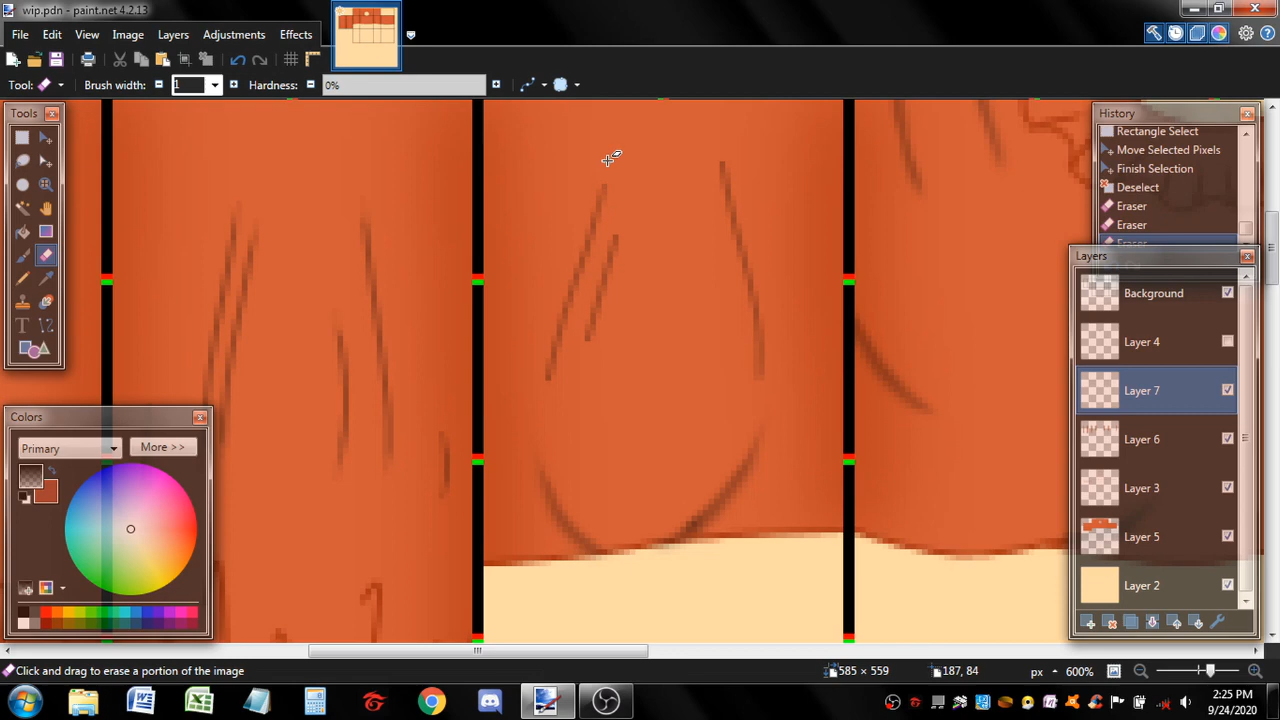 wip.pdn - paint.net 4.2.13
File Edit View Image Layers Adjustments Effects
Tool: Brush width: 1 Hardness: 0%
Tools
History
Rectangle Select
Move Selected Pixels
Finish Selection
Deselect
Eraser
Eraser
Eraser
Layers
Background
Layer 4
Layer 7
Layer 6
Layer 3
Layer 5
Layer 2
Colors
Primary More >>
Click and drag to erase a portion of the image 585 × 559 187, 84 px 600%
2:25 PM
9/24/2020